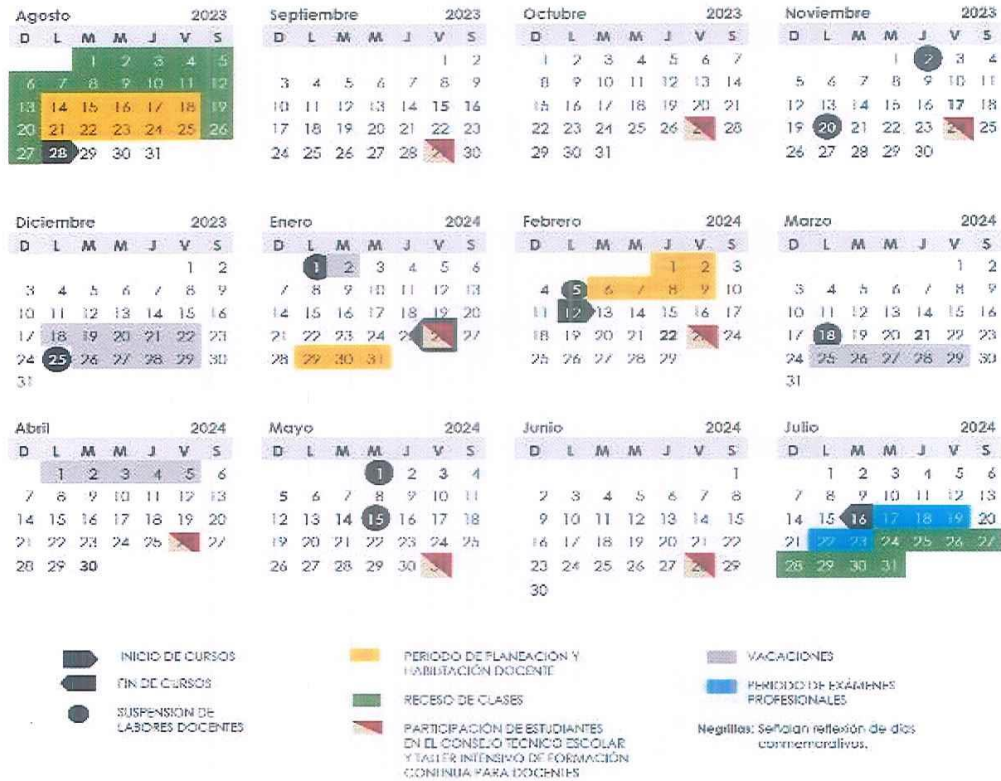 Agosto 2023
D L M M J V S
1 2 3 4 5
6 7 8 9 10 11 12
13 14 15 16 17 18 19
20 21 22 23 24 25 26
27 28 29 30 31
Septiembre 2023
D L M M J V S
1 2
3 4 5 6 7 8 9
10 11 12 13 14 15 16
17 18 19 20 21 22 23
24 25 26 27 28 30
Octubre 2023
D L M M J V S
1 2 3 4 5 6 7
8 9 10 11 12 13 14
15 16 17 18 19 20 21
22 23 24 25 26 28
29 30 31
Noviembre 2023
D L M M J V S
1 2 3 4
5 6 7 8 9 10 11
12 13 14 15 16 17 18
19 20 21 22 23 25
26 27 28 29 30
Diciembre 2023
D L M M J V S
1 2
3 4 5 6 7 8 9
10 11 12 13 14 15 16
17 18 19 20 21 22 23
24 25 26 27 28 29 30
31
Enero 2024
D L M M J V S
1 2 3 4 5 6
7 8 9 10 11 12 13
14 15 16 17 18 19 20
21 22 23 24 27
28 29 30 31
Febrero 2024
D L M M J V S
1 2 3
4 5 6 7 8 9 10
11 12 13 14 15 16 17
18 19 20 21 22 24
25 26 27 28 29
Marzo 2024
D L M M J V S
1 2
3 4 5 6 7 8 9
10 11 12 13 14 15 16
17 18 19 20 21 22 23
24 25 26 27 28 29 30
31
Abril 2024
D L M M J V S
1 2 3 4 5 6
7 8 9 10 11 12 13
14 15 16 17 18 19 20
21 22 23 24 25 27
28 29 30
Mayo 2024
D L M M J V S
1 2 3 4
5 6 7 8 9 10 11
12 13 14 15 16 17 18
19 20 21 22 23 24 25
26 27 28 29 30
Junio 2024
D L M M J V S
1
2 3 4 5 6 7 8
9 10 11 12 13 14 15
16 17 18 19 20 21 22
23 24 25 26 27 29
30
Julio 2024
D L M M J V S
1 2 3 4 5 6
7 8 9 10 11 12 13
14 15 16 17 18 19 20
21 22 23 24 25 26 27
28 29 30 31
INICIO DE CURSOS
FIN DE CURSOS
SUSPENSIÓN DE
LABORES DOCENTES
PERIODO DE PLANEACIÓN Y
HABILITACIÓN DOCENTE
RECESO DE CLASES
PARTICIPACIÓN DE ESTUDIANTES
EN EL CONSEJO TÉCNICO ESCOLAR
Y TALLER INTENSIVO DE FORMACIÓN
CONTINUA PARA DOCENTES
VACACIONES
PERIODO DE EXÁMENES
PROFESIONALES
Negrillas: Señalan reflexión de días
conmemorativos.